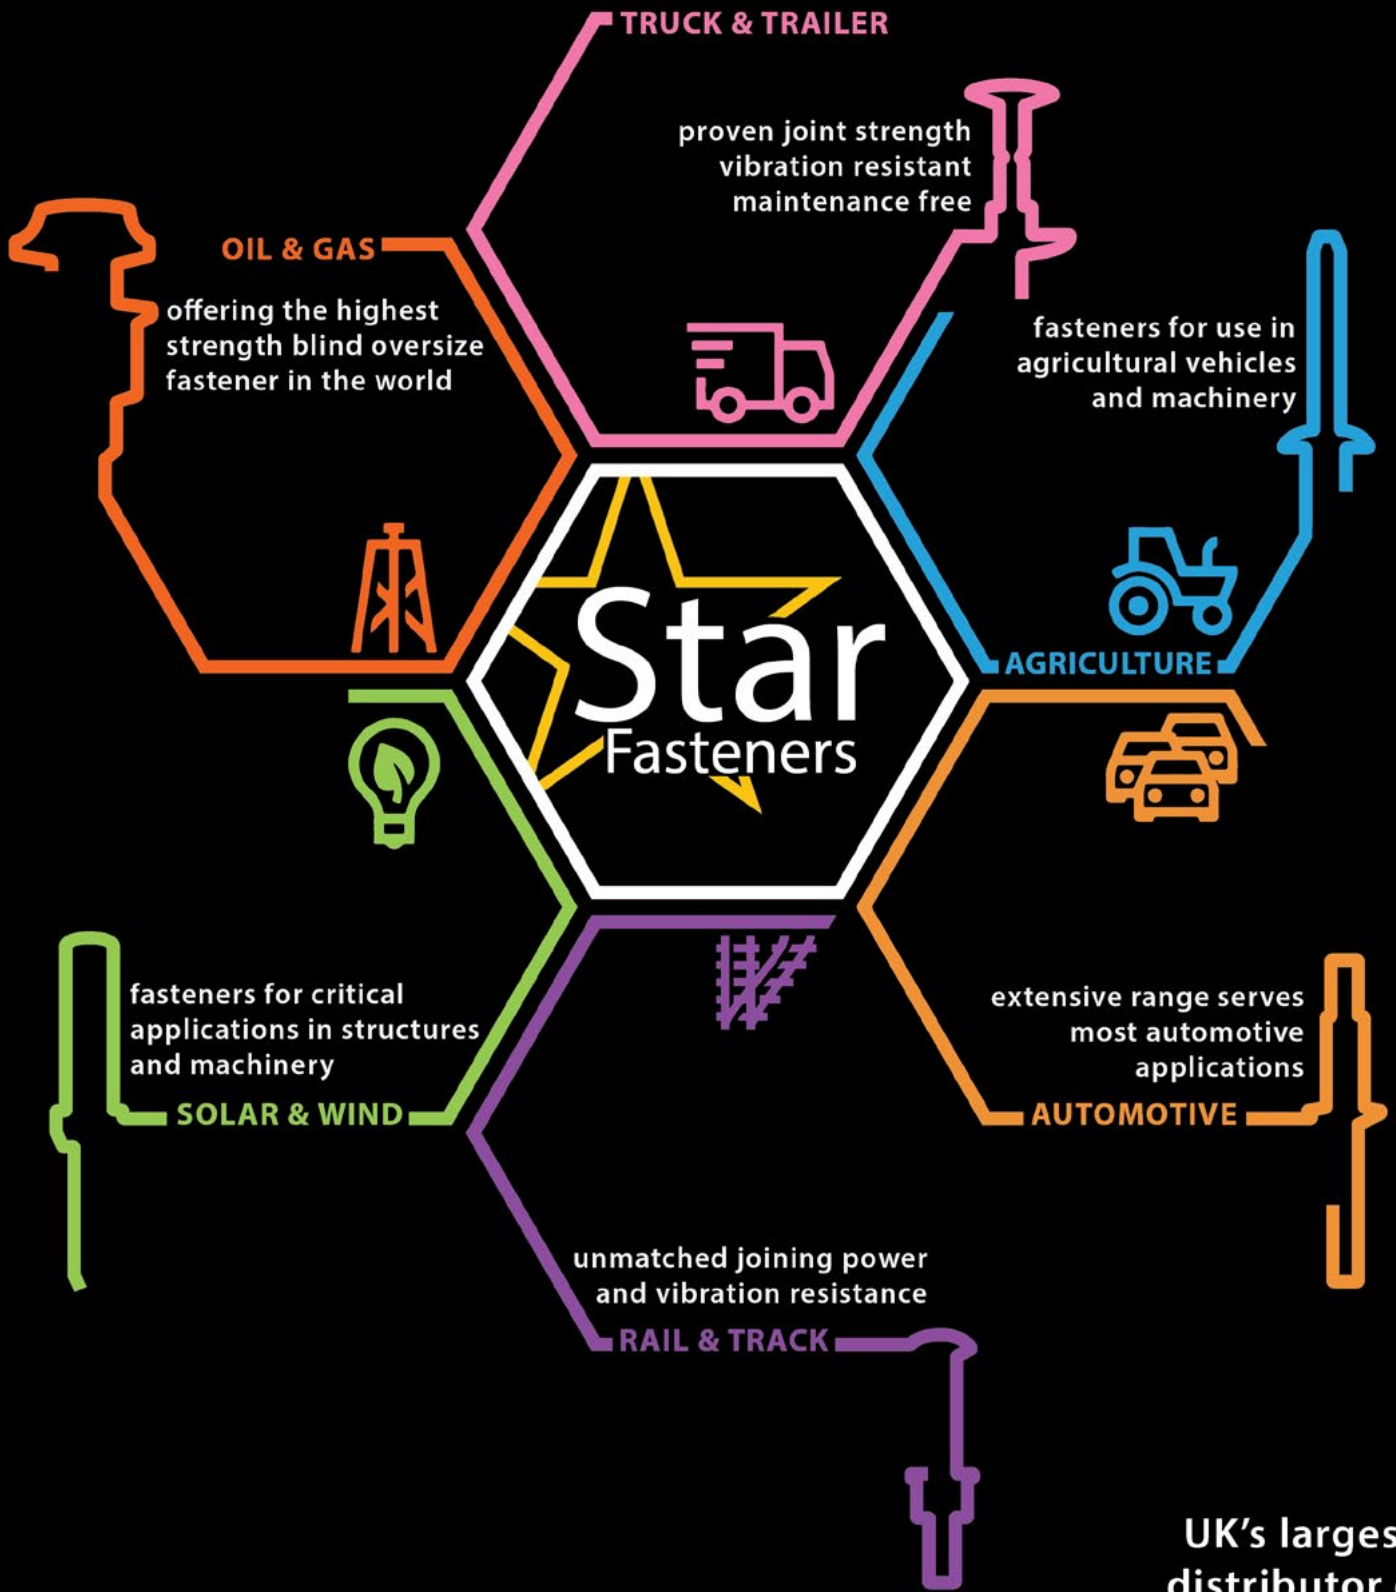 TRUCK & TRAILER
proven joint strength
vibration resistant
maintenance free
OIL & GAS
offering the highest
strength blind oversize
fastener in the world
fasteners for use in
agricultural vehicles
and machinery
AGRICULTURE
Star
Fasteners
fasteners for critical
applications in structures
and machinery
SOLAR & WIND
extensive range serves
most automotive
applications
AUTOMOTIVE
unmatched joining power
and vibration resistance
RAIL & TRACK
UK's larges
distributor